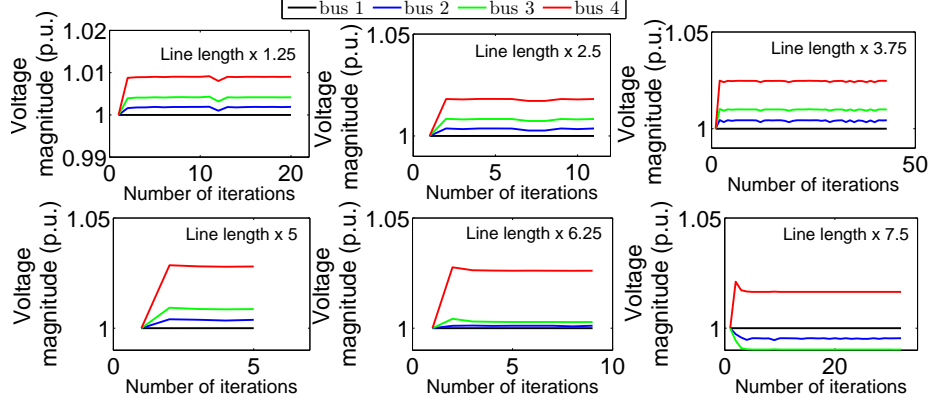 bus 1 bus 2 bus 3 bus 4
Voltage
magnitude (p.u.)
1.02
1.01
1
0.99
Line length x 1.25
0 10 20
Number of iterations
Voltage
magnitude (p.u.)
1.05
1
Line length x 2.5
0 5 10
Number of iterations
Voltage
magnitude (p.u.)
1.05
1
Line length x 3.75
0 50
Number of iterations
Voltage
magnitude (p.u.)
1.05
1
Line length x 5
0 5
Number of iterations
Voltage
magnitude (p.u.)
1.05
1
Line length x 6.25
0 5 10
Number of iterations
Voltage
magnitude (p.u.)
1.05
1
Line length x 7.5
0 20
Number of iterations